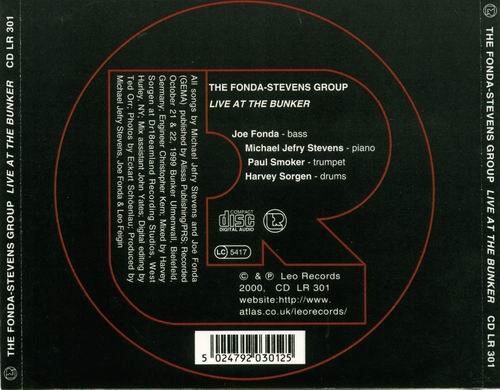 THE FONDA-STEVENS GROUP LIVE AT THE BUNKER CD LR 301
THE FONDA-STEVENS GROUP
LIVE AT THE BUNKER
Joe Fonda - bass
Michael Jefry Stevens - piano
Paul Smoker - trumpet
Harvey Sorgen - drums
COMPACT
disc
DIGITAL AUDIO
LC 5417
© & ℗ Leo Records
2000, CD LR 301
website:http://www.
atlas.co.uk/leorecords/
5 024792 030125
All songs by Michael Jefry Stevens and Joe Fonda
(GEMA) published by Alissa Publishing/PRS; Recorded
October 21 & 22, 1999 Bunker Ulmenwall, Bielefeld,
Germany; Engineer Christopher Kern; Mixed by Harvey
Sorgen at Dr18eamland Recording Studios, West
Hurley, NY; Mix assistant John Yates; Digital editing by
Ted Orr; Photos by Eckart Schöenlau; Produced by
Michael Jefry Stevens, Joe Fonda & Leo Feigin
THE FONDA-STEVENS GROUP LIVE AT THE BUNKER CD LR 301